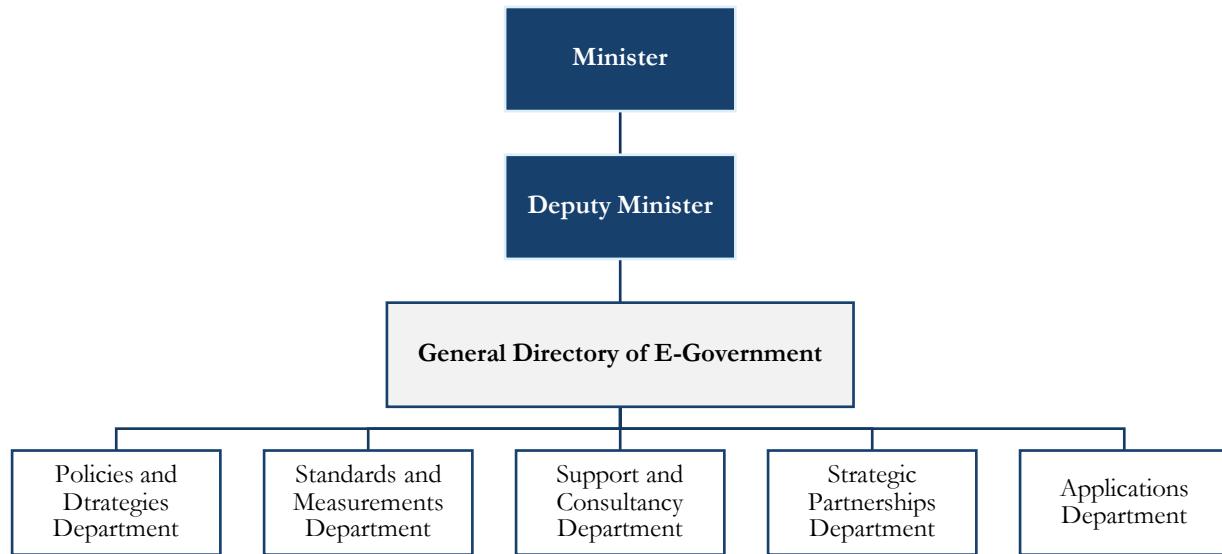 Minister
Deputy Minister
General Directory of E-Government
Policies and
Dtrategies
Department
Standards and
Measurements
Department
Support and
Consultancy
Department
Strategic
Partnerships
Department
Applications
Department